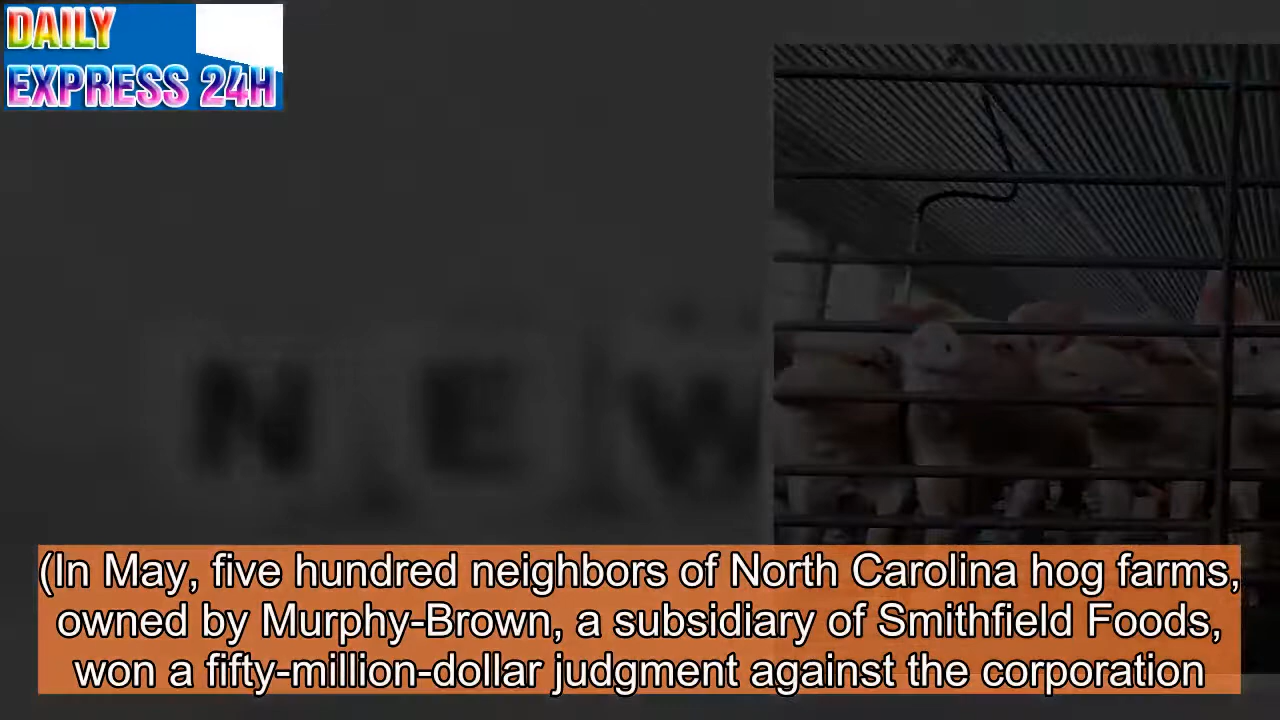 DAILY
EXPRESS 24H
NEW
(In May, five hundred neighbors of North Carolina hog farms,
owned by Murphy-Brown, a subsidiary of Smithfield Foods,
won a fifty-million-dollar judgment against the corporation